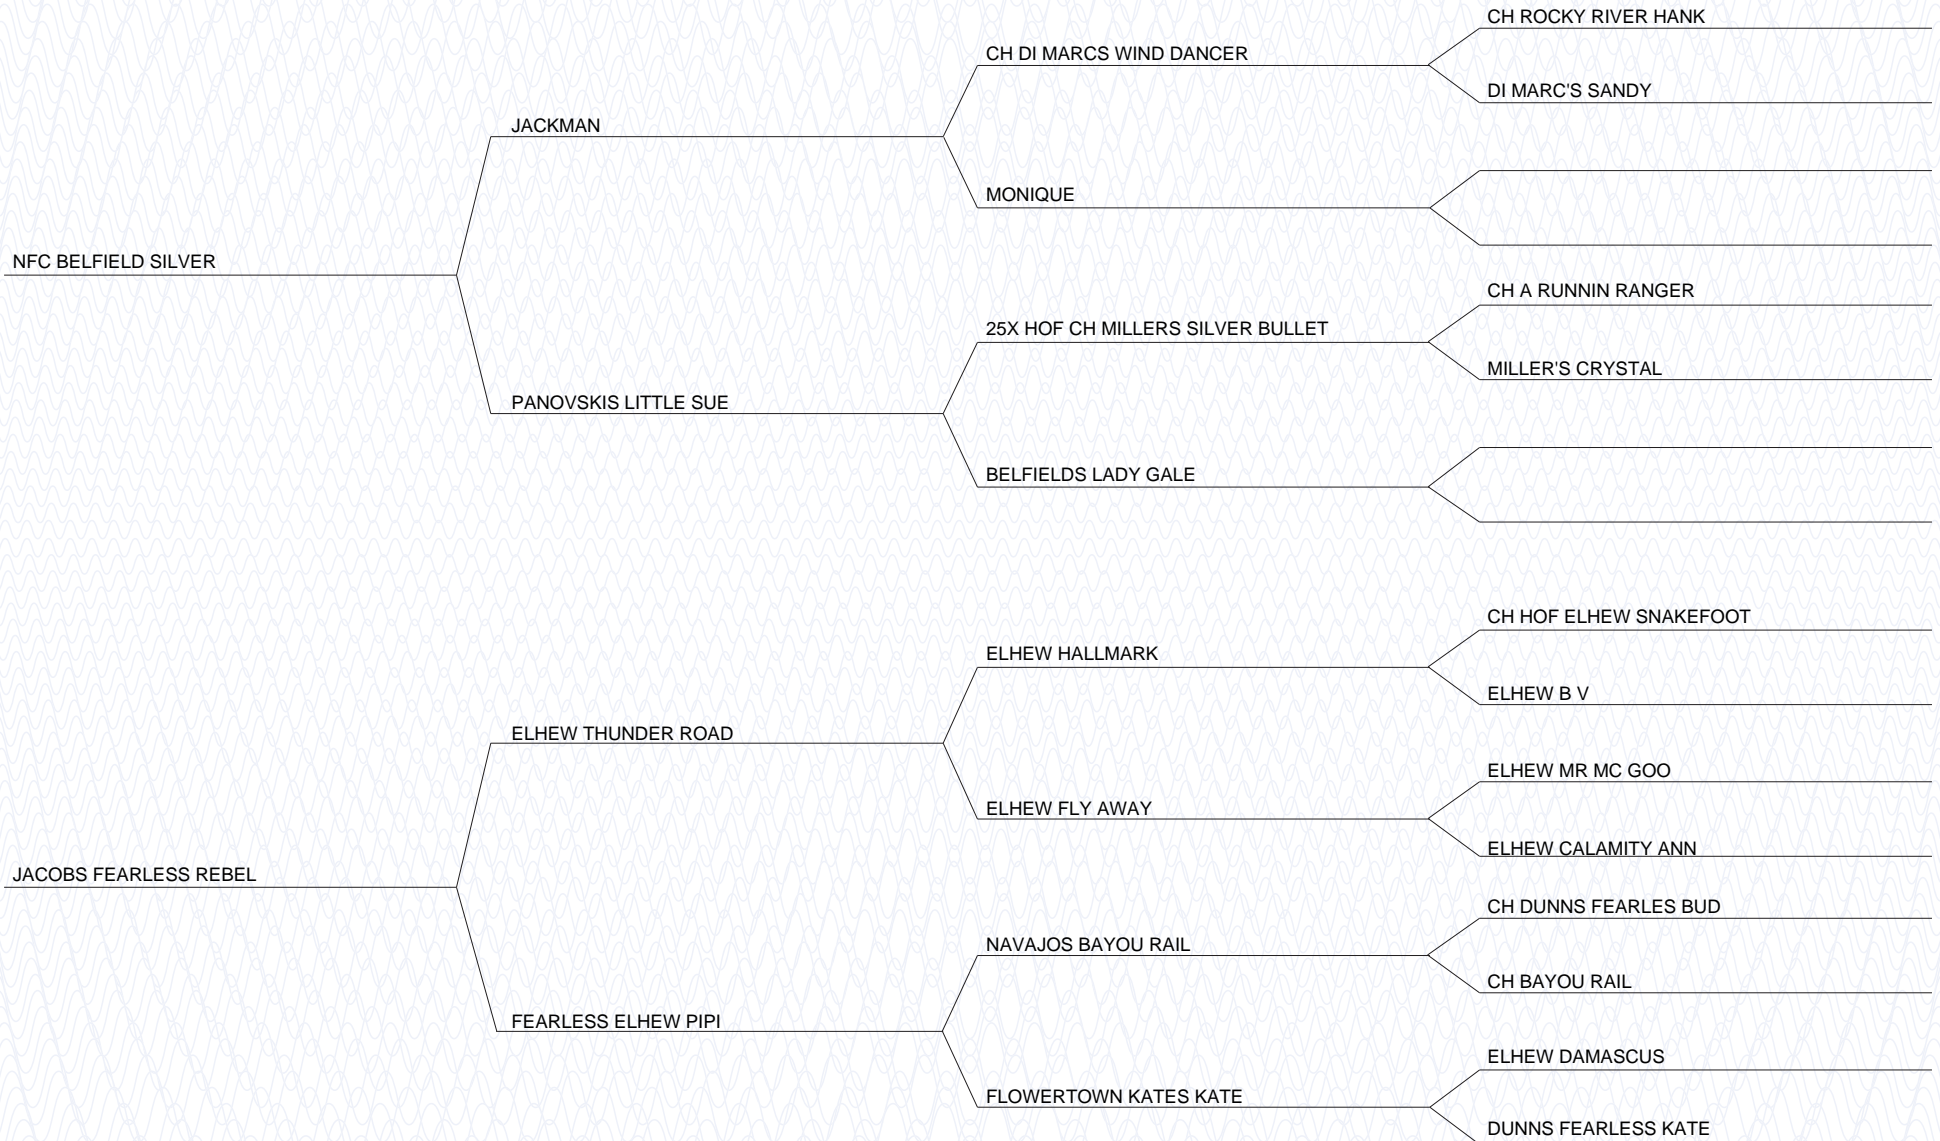 CH ROCKY RIVER HANK
CH DI MARCS WIND DANCER
DI MARC'S SANDY
JACKMAN
MONIQUE
NFC BELFIELD SILVER
CH A RUNNIN RANGER
25X HOF CH MILLERS SILVER BULLET
MILLER'S CRYSTAL
PANOVSKIS LITTLE SUE
BELFIELDS LADY GALE
CH HOF ELHEW SNAKEFOOT
ELHEW HALLMARK
ELHEW B V
ELHEW THUNDER ROAD
ELHEW MR MC GOO
ELHEW FLY AWAY
ELHEW CALAMITY ANN
JACOBS FEARLESS REBEL
CH DUNNS FEARLES BUD
NAVAJOS BAYOU RAIL
CH BAYOU RAIL
FEARLESS ELHEW PIPI
ELHEW DAMASCUS
FLOWERTOWN KATES KATE
DUNNS FEARLESS KATE